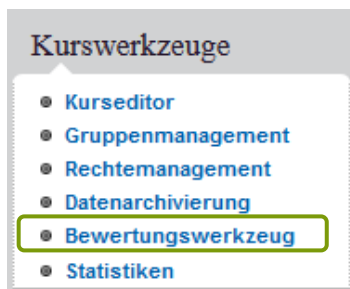 Kurswerkzeuge
Kurseditor
Gruppenmanagement
Rechtemanagement
Datenarchivierung
Bewertungswerkzeug
Statistiken